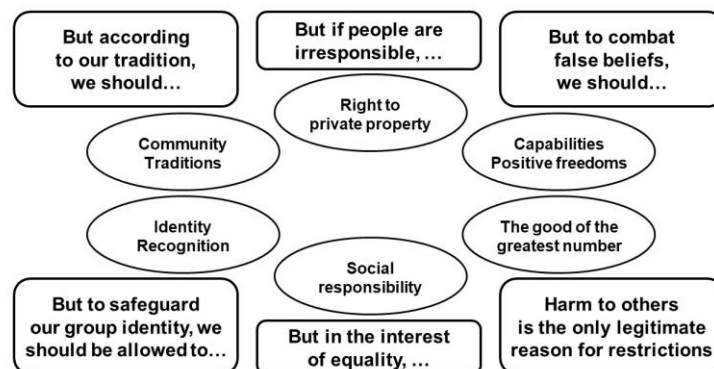 But according
to our tradition,
we should…
But if people are
irresponsible, …
But to combat
false beliefs,
we should…
Right to
private property
Community
Traditions
Capabilities
Positive freedoms
Identity
Recognition
The good of the
greatest number
Social
responsibility
But to safeguard
our group identity, we
should be allowed to…
But in the interest
of equality, …
Harm to others
is the only legitimate
reason for restrictions